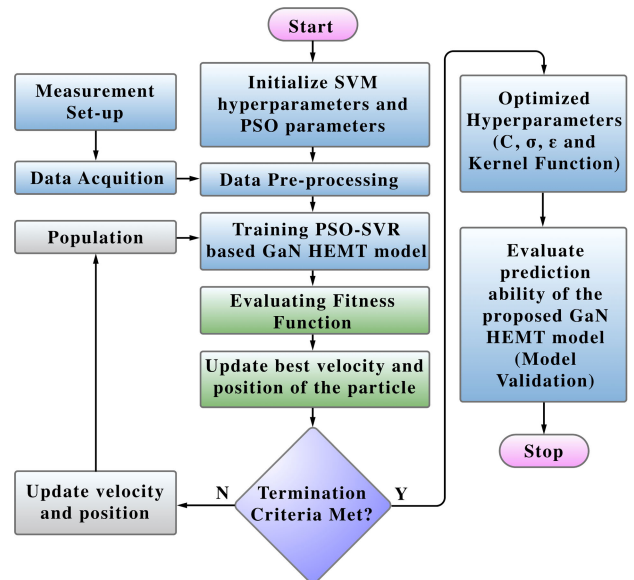 Start
Initialize SVM
hyperparameters and
PSO parameters
Measurement
Set-up
Data Acquition
Data Pre-processing
Population
Training PSO-SVR
based GaN HEMT model
Evaluating Fitness
Function
Update best velocity and
position of the particle
Termination
Criteria Met?
N
Y
Update velocity
and position
Optimized
Hyperparameters
(C, σ, ε and
Kernel Function)
Evaluate
prediction
ability of the
proposed GaN
HEMT model
(Model
Validation)
Stop